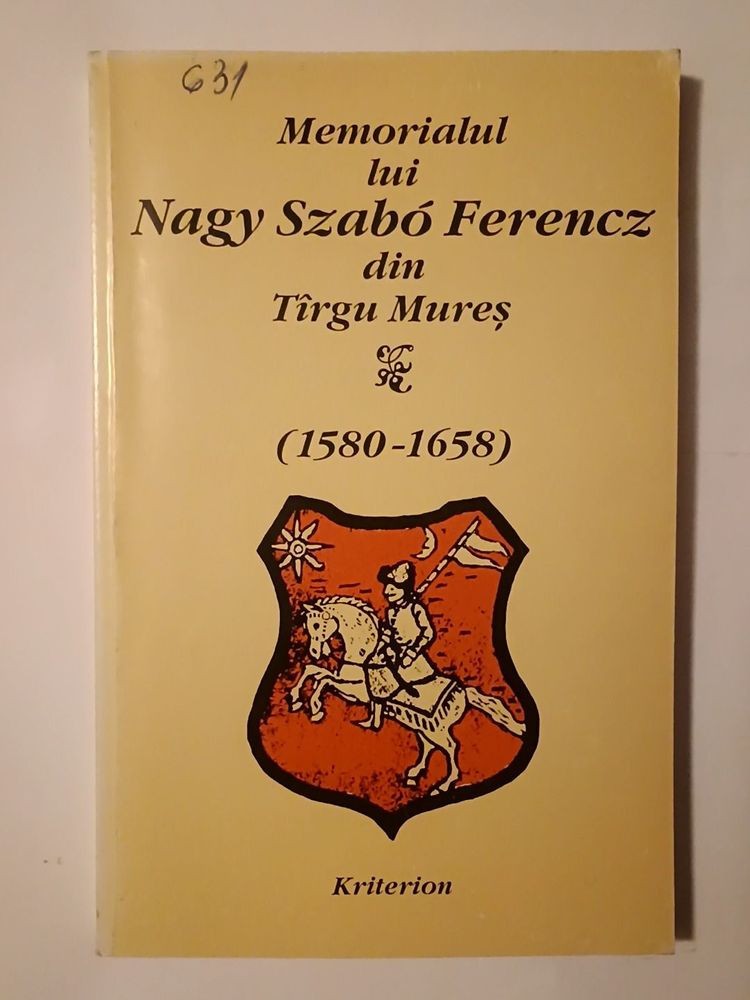 631
Memorialul
lui
Nagy Szabó Ferencz
din
Tîrgu Mureș
(1580-1658)
Kriterion